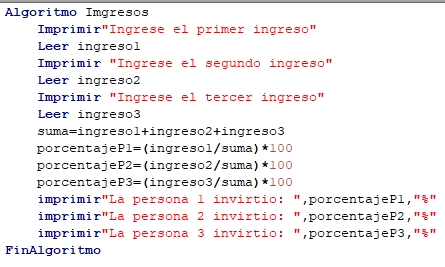 Algoritmo Imgresos
Imprimir"Ingrese el primer ingreso"
Leer ingreso1
Imprimir "Ingrese el segundo ingreso"
Leer ingreso2
Imprimir "Ingrese el tercer ingreso"
Leer ingreso3
suma=ingreso1+ingreso2+ingreso3
porcentajeP1=(ingreso1/suma)*100
porcentajeP2=(ingreso2/suma)*100
porcentajeP3=(ingreso3/suma)*100
imprimir"La persona 1 invirtio: ",porcentajeP1,"%"
imprimir"La persona 2 invirtio: ",porcentajeP2,"%"
imprimir"La persona 3 invirtio: ",porcentajeP3,"%"
FinAlgoritmo